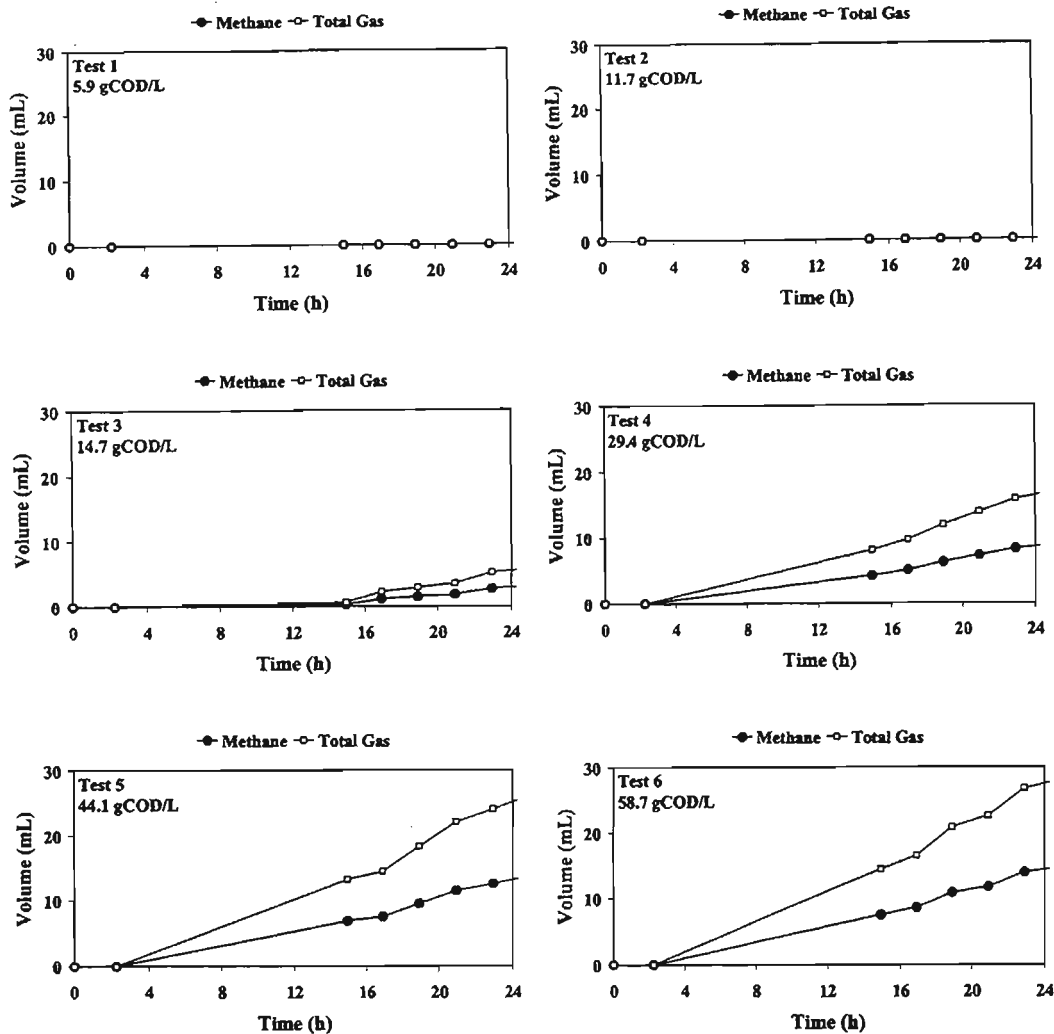 Methane Total Gas
Test 1
5.9 gCOD/L
Volume (mL)
30
20
10
0
0 4 8 12 16 20 24
Time (h)
Methane Total Gas
Test 2
11.7 gCOD/L
Volume (mL)
30
20
10
0
0 4 8 12 16 20 24
Time (h)
Methane Total Gas
Test 3
14.7 gCOD/L
Volume (mL)
30
20
10
0
0 4 8 12 16 20 24
Time (h)
Methane Total Gas
Test 4
29.4 gCOD/L
Volume (mL)
30
20
10
0
0 4 8 12 16 20 24
Time (h)
Methane Total Gas
Test 5
44.1 gCOD/L
Volume (mL)
30
20
10
0
0 4 8 12 16 20 24
Time (h)
Methane Total Gas
Test 6
58.7 gCOD/L
Volume (mL)
30
20
10
0
0 4 8 12 16 20 24
Time (h)